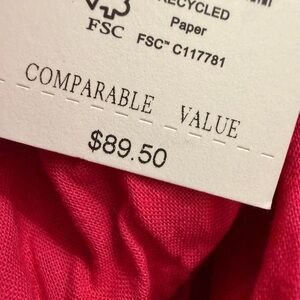 RECYCLED
Paper
FSC
FSC™ C117781
COMPARABLE VALUE
$89.50